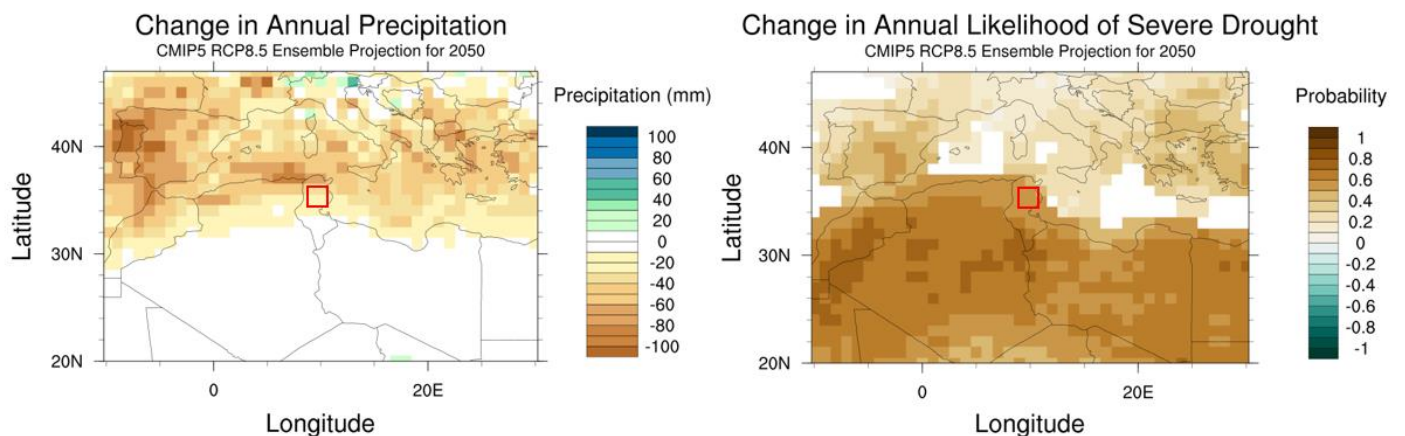 Change in Annual Precipitation
CMIP5 RCP8.5 Ensemble Projection for 2050
Precipitation (mm)
100
80
60
40
20
0
-20
-40
-60
-80
-100
Latitude
40N
30N
20N
0
20E
Longitude
Change in Annual Likelihood of Severe Drought
CMIP5 RCP8.5 Ensemble Projection for 2050
Probability
1
0.8
0.6
0.4
0.2
0
-0.2
-0.4
-0.6
-0.8
-1
Latitude
40N
30N
20N
0
20E
Longitude